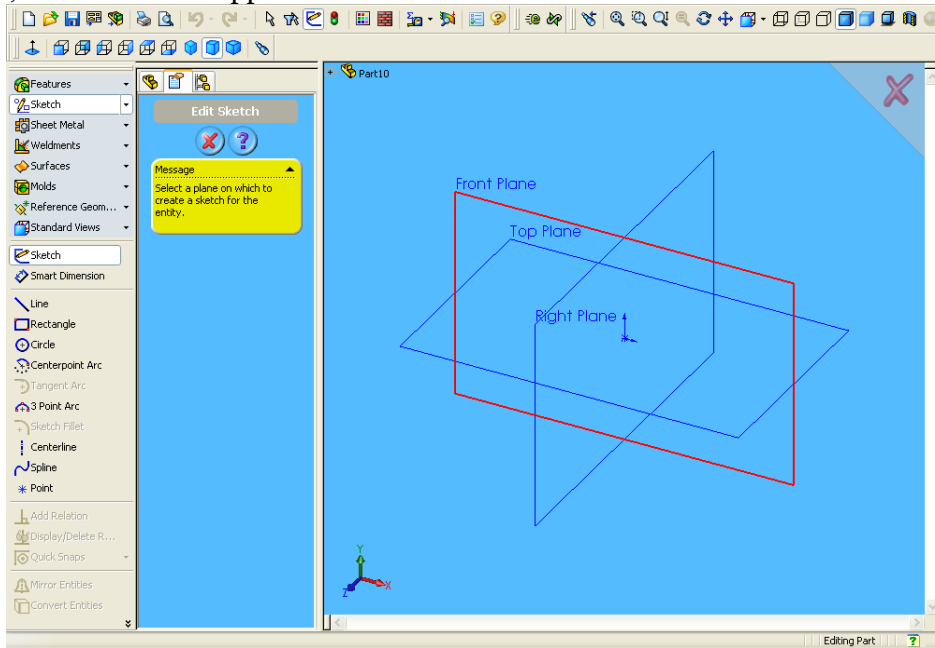 Part10
Features
Sketch
Sheet Metal
Weldments
Surfaces
Molds
Reference Geom...
Standard Views
Sketch
Smart Dimension
Line
Rectangle
Circle
Centerpoint Arc
Tangent Arc
3 Point Arc
Sketch Fillet
Centerline
Spline
Point
Add Relation
Display/Delete R...
Quick Snaps
Mirror Entities
Convert Entities
Edit Sketch
Message
Select a plane on which to
create a sketch for the
entity.
Front Plane
Top Plane
Right Plane
Y
X
Z
Editing Part